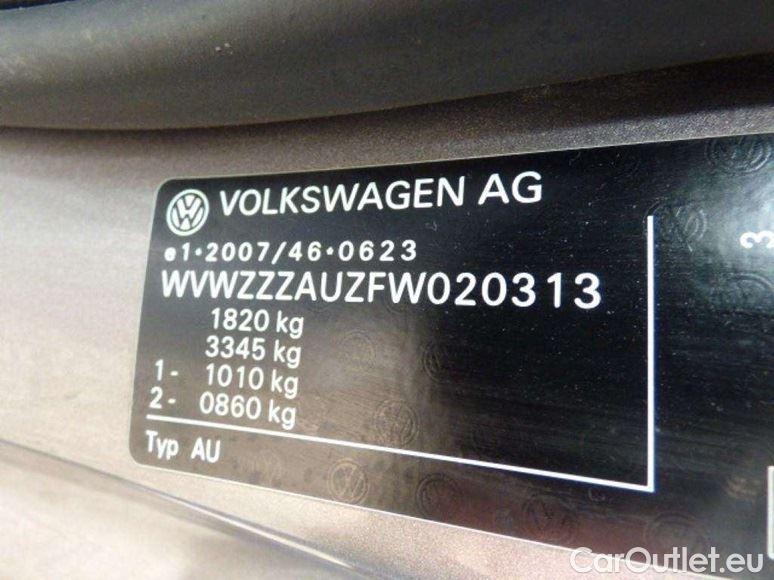 VOLKSWAGEN AG
e1•2007/46•0623
WVWZZZAUZFW020313
1820 kg
3345 kg
1- 1010 kg
2- 0860 kg
Typ AU
3
CarOutlet.eu